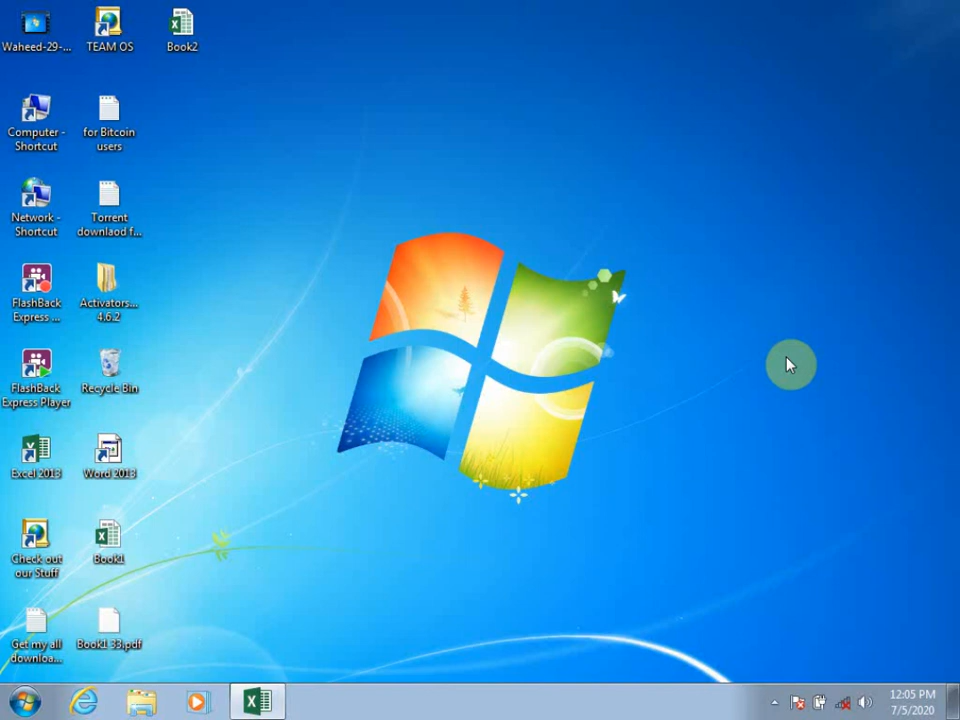 Waheed-29-...
TEAM OS
Book2
Computer -
Shortcut
for Bitcoin
users
Network -
Shortcut
Torrent
downlaod f...
FlashBack
Express ...
Activators...
4.6.2
FlashBack
Express Player
Recycle Bin
Excel 2013
Word 2013
Check out
our Stuff
Book1
Get my all
downloa...
Book1 33.pdf
12:05 PM
7/5/2020